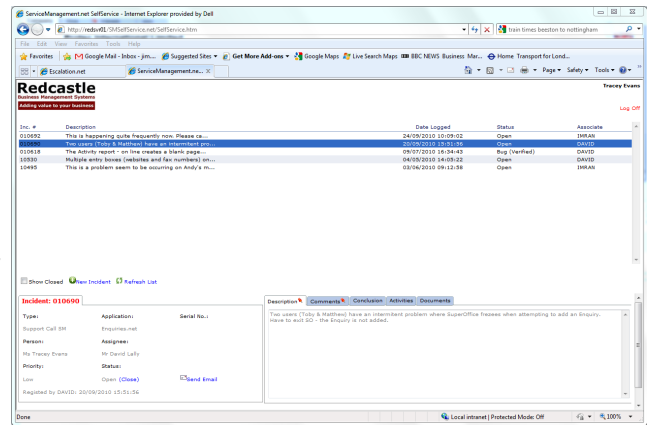 ServiceManagement.net SelfService - Internet Explorer provided by Dell
http://redsvr01/SMSelfService.net/SelfService.htm
train times beeston to nottingham
File Edit View Favorites Tools Help
Favorites Google Mail - Inbox - jim.... Suggested Sites Get More Add-ons Google Maps Live Search Maps BBC NEWS Business Mar... Home Transport for Lond...
Escalation.net ServiceManagement.ne... X Page Safety Tools
Redcastle
Business Management Systems
Adding value to your business
Tracey Evans
Log Off
Inc. # Description Date Logged Status Associate
010692 This is happening quite frequently now. Please ca... 24/09/2010 10:09:02 Open IMRAN
010690 Two users (Toby & Matthew) have an intermitent pro... 20/09/2010 15:51:56 Open DAVID
010618 The Activity report - on line creates a blank page... 09/07/2010 16:34:43 Bug (Verified) DAVID
10530 Multiple entry boxes (websites and fax numbers) on... 04/05/2010 14:03:22 Open DAVID
10495 This is a problem seem to be occurring on Andy's m... 03/06/2010 09:12:58 Open IMRAN
Show Closed New Incident Refresh List
Incident: 010690
Type: Application: Serial No.:
Support Call SM Enquiries.net
Person: Assignee:
Ms Tracey Evans Mr David Lally
Priority: Status:
Low Open (Close) Send Email
Registed by DAVID: 20/09/2010 15:51:56
Description Comments Conclusion Activities Documents
Two users (Toby & Matthew) have an intermitent problem where SuperOffice freezes when attempting to add an Enquiry.
Have to exit SO - the Enquiry is not added.
Done Local intranet | Protected Mode: Off 100%